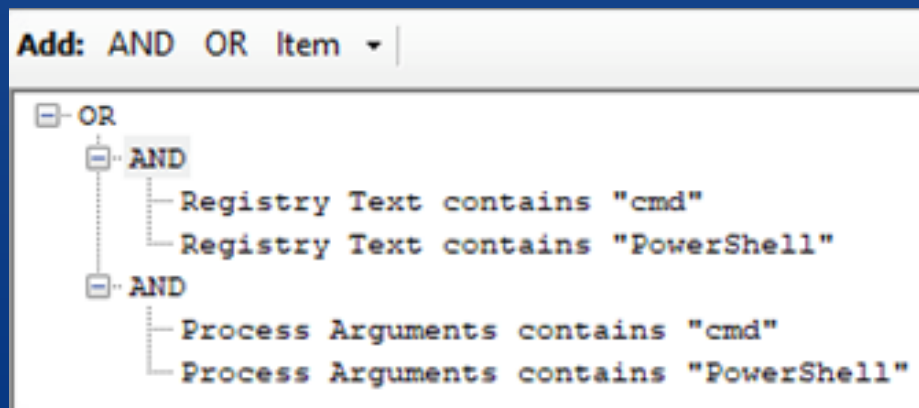 Add: AND OR Item
OR
AND
Registry Text contains "cmd"
Registry Text contains "PowerShell"
AND
Process Arguments contains "cmd"
Process Arguments contains "PowerShell"